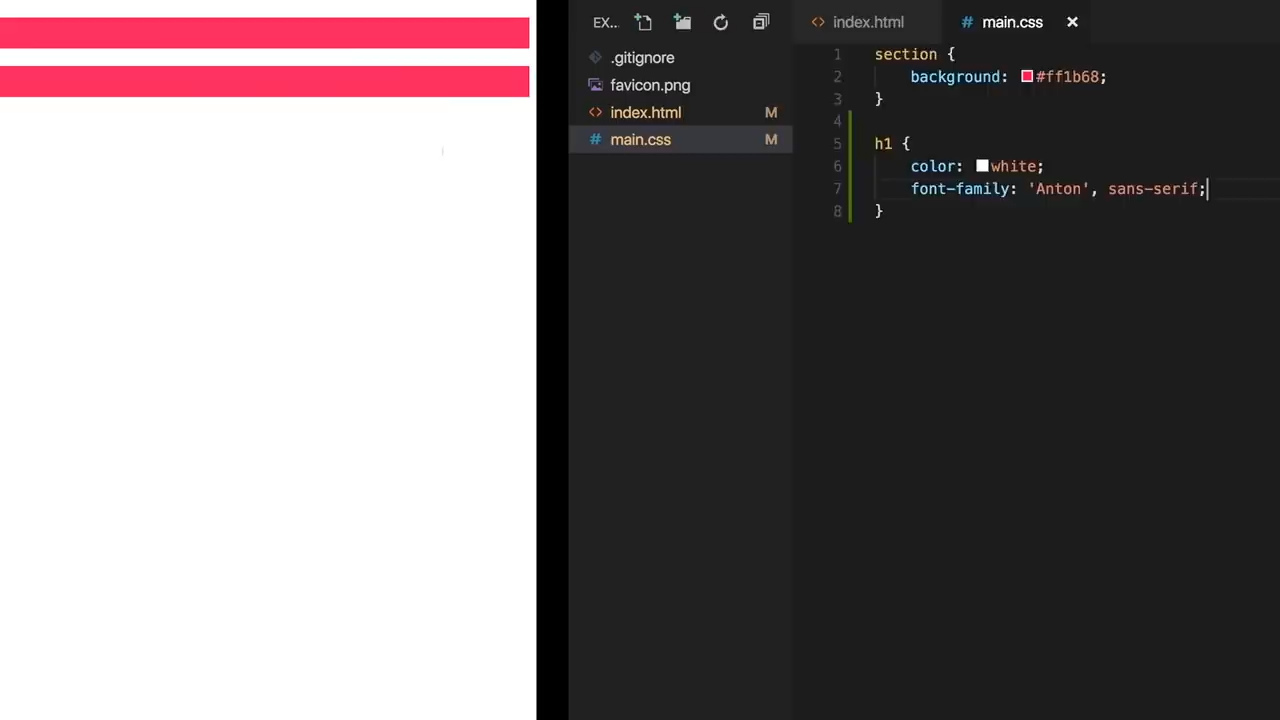 EX...
index.html
main.css
.gitignore
favicon.png
index.html M
main.css M
1 section {
2 background: #ff1b68;
3 }
4
5 h1 {
6 color: white;
7 font-family: 'Anton', sans-serif;
8 }